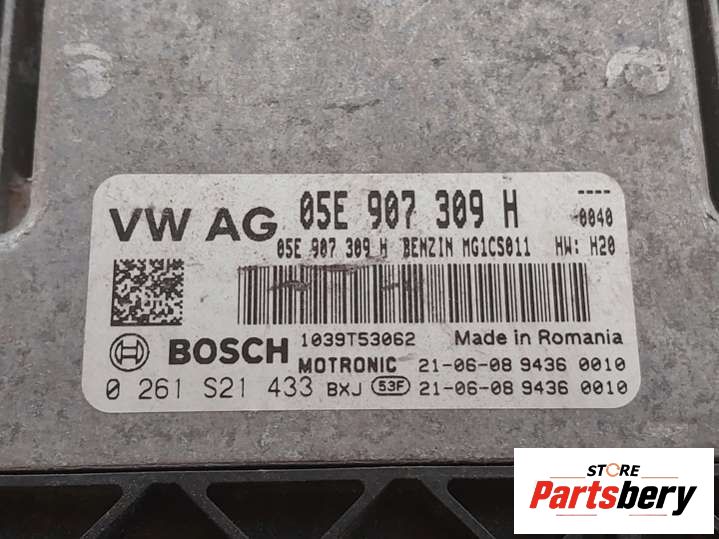 VW AG 05E 907 309 H ----
-0040
05E 907 309 H BENZIN MG1CS011 HW: H20
BOSCH 1039T53062 Made in Romania
MOTRONIC 21-06-08 9436 0010
0 261 S21 433 BXJ 53F 21-06-08 9436 0010
STORE
Partsbery